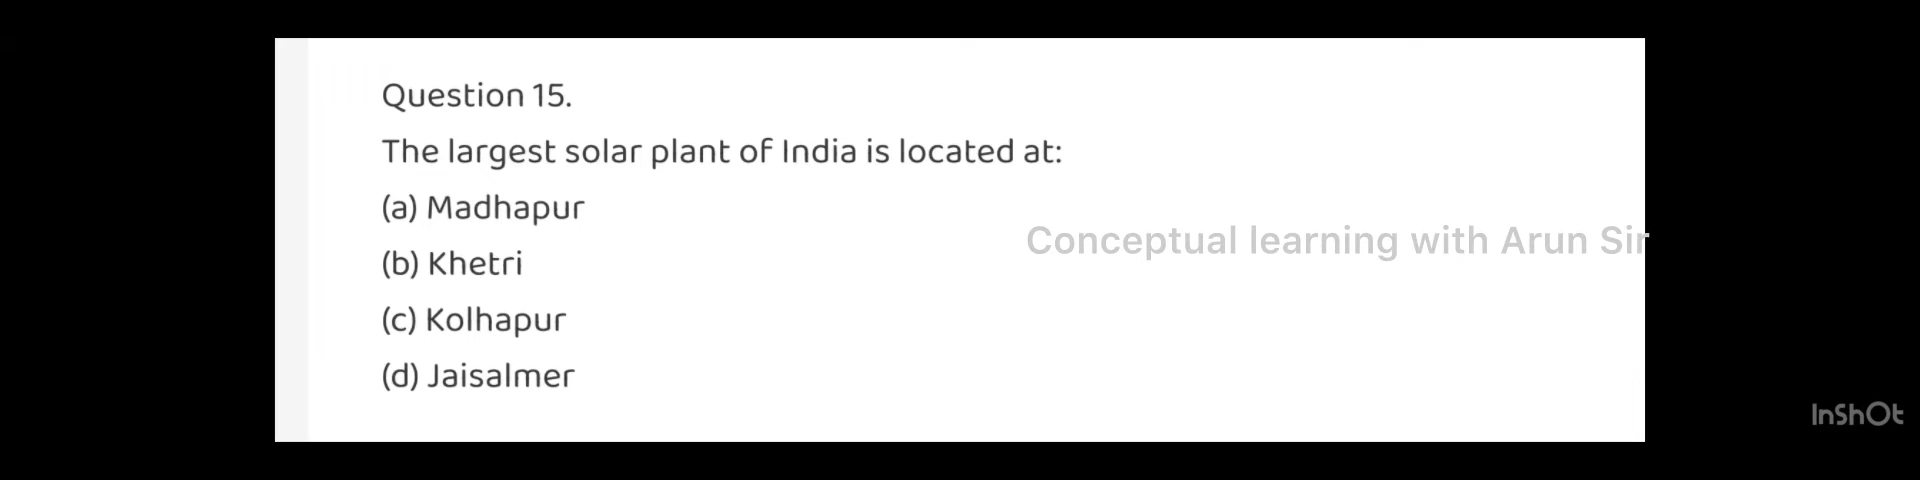 Question 15.
The largest solar plant of India is located at:
(a) Madhapur
Conceptual learning with Arun Sir
(b) Khetri
(c) Kolhapur
(d) Jaisalmer
InShOt